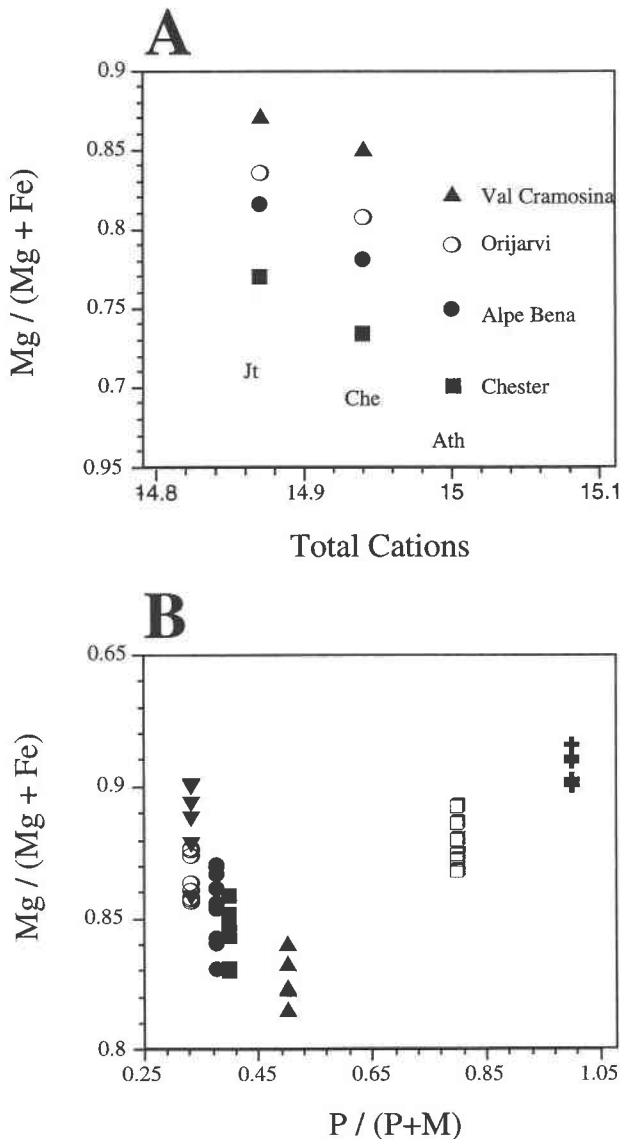 A
0.9
0.85
0.8
0.75
0.7
0.95
Mg / (Mg + Fe)
Val Cramosina
Orijarvi
Alpe Bena
Chester
Jt
Che
Ath
14.8
14.9
15
15.1
Total Cations
B
0.65
0.9
0.85
0.8
Mg / (Mg + Fe)
0.25
0.45
0.65
0.85
1.05
P / (P+M)